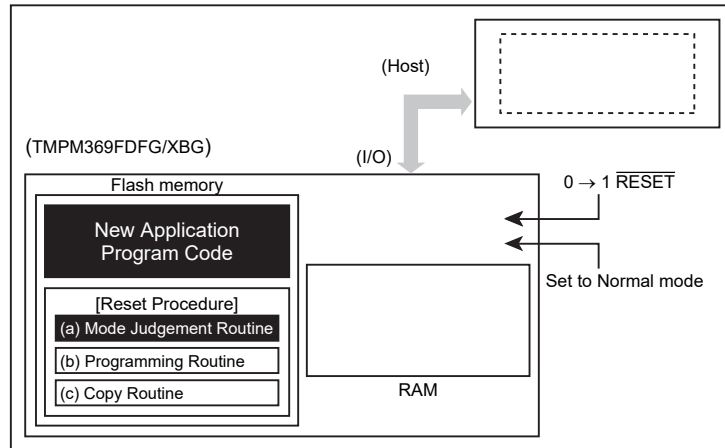 (Host)
(TMPM369FDFG/XBG)
(I/O)
Flash memory
0 → 1 RESET
New Application
Program Code
Set to Normal mode
[Reset Procedure]
(a) Mode Judgement Routine
(b) Programming Routine
(c) Copy Routine
RAM